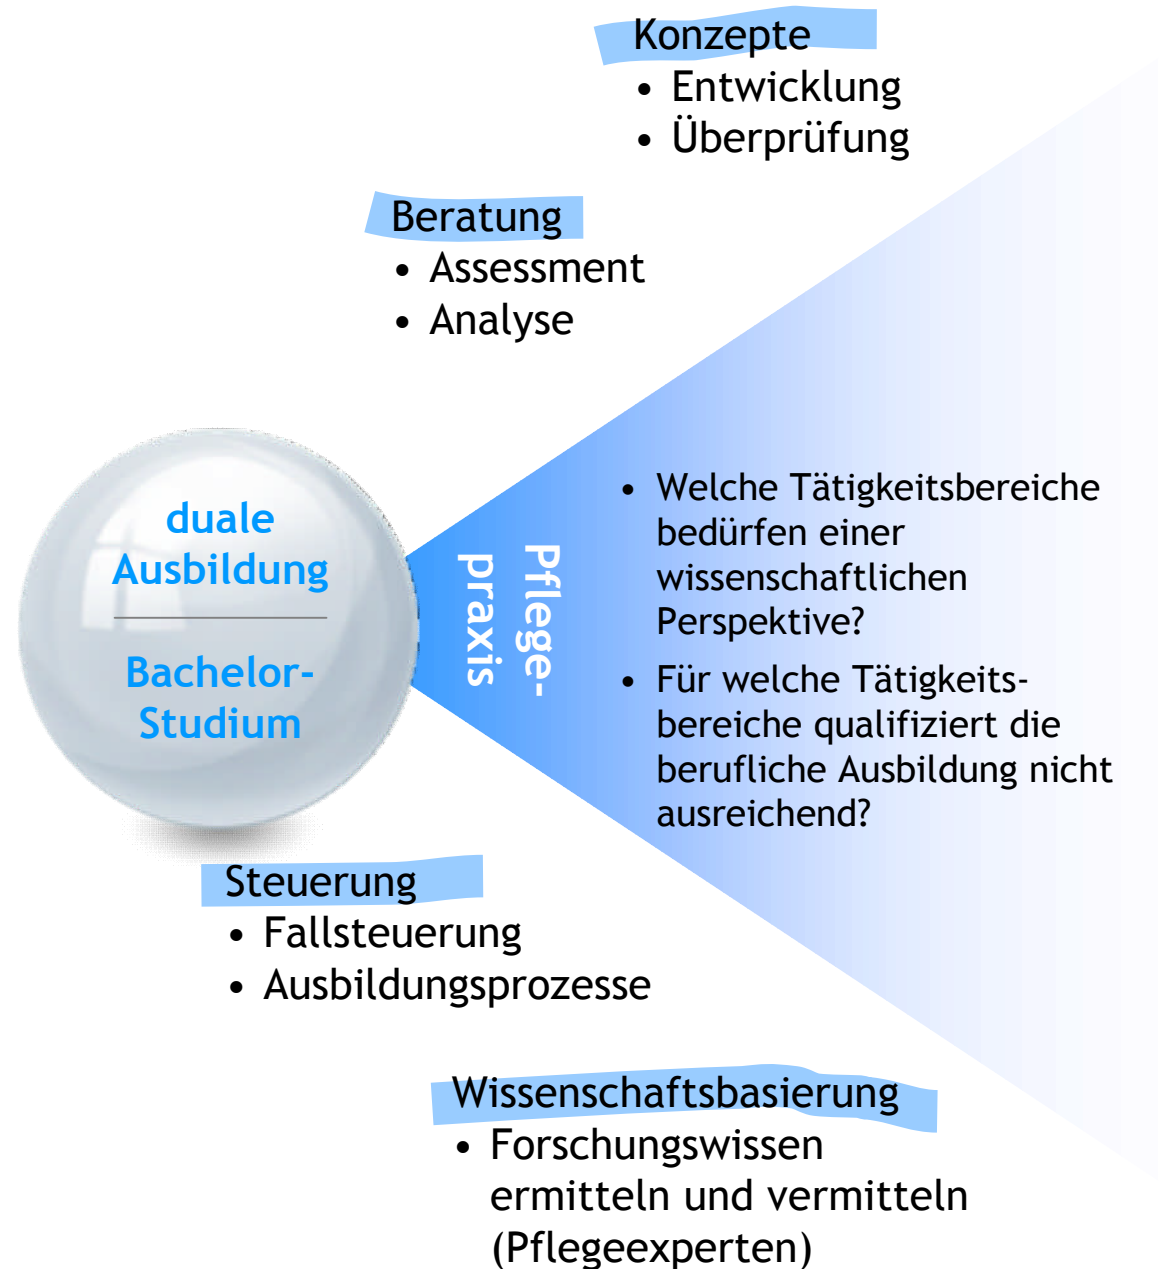 Konzepte
• Entwicklung
• Überprüfung
Beratung
• Assessment
• Analyse
duale
Ausbildung
Bachelor-
Studium
Pflege-
praxis
• Welche Tätigkeitsbereiche
bedürfen einer
wissenschaftlichen
Perspektive?
• Für welche Tätigkeits-
bereiche qualifiziert die
berufliche Ausbildung nicht
ausreichend?
Steuerung
• Fallsteuerung
• Ausbildungsprozesse
Wissenschaftsbasierung
• Forschungswissen
ermitteln und vermitteln
(Pflegeexperten)